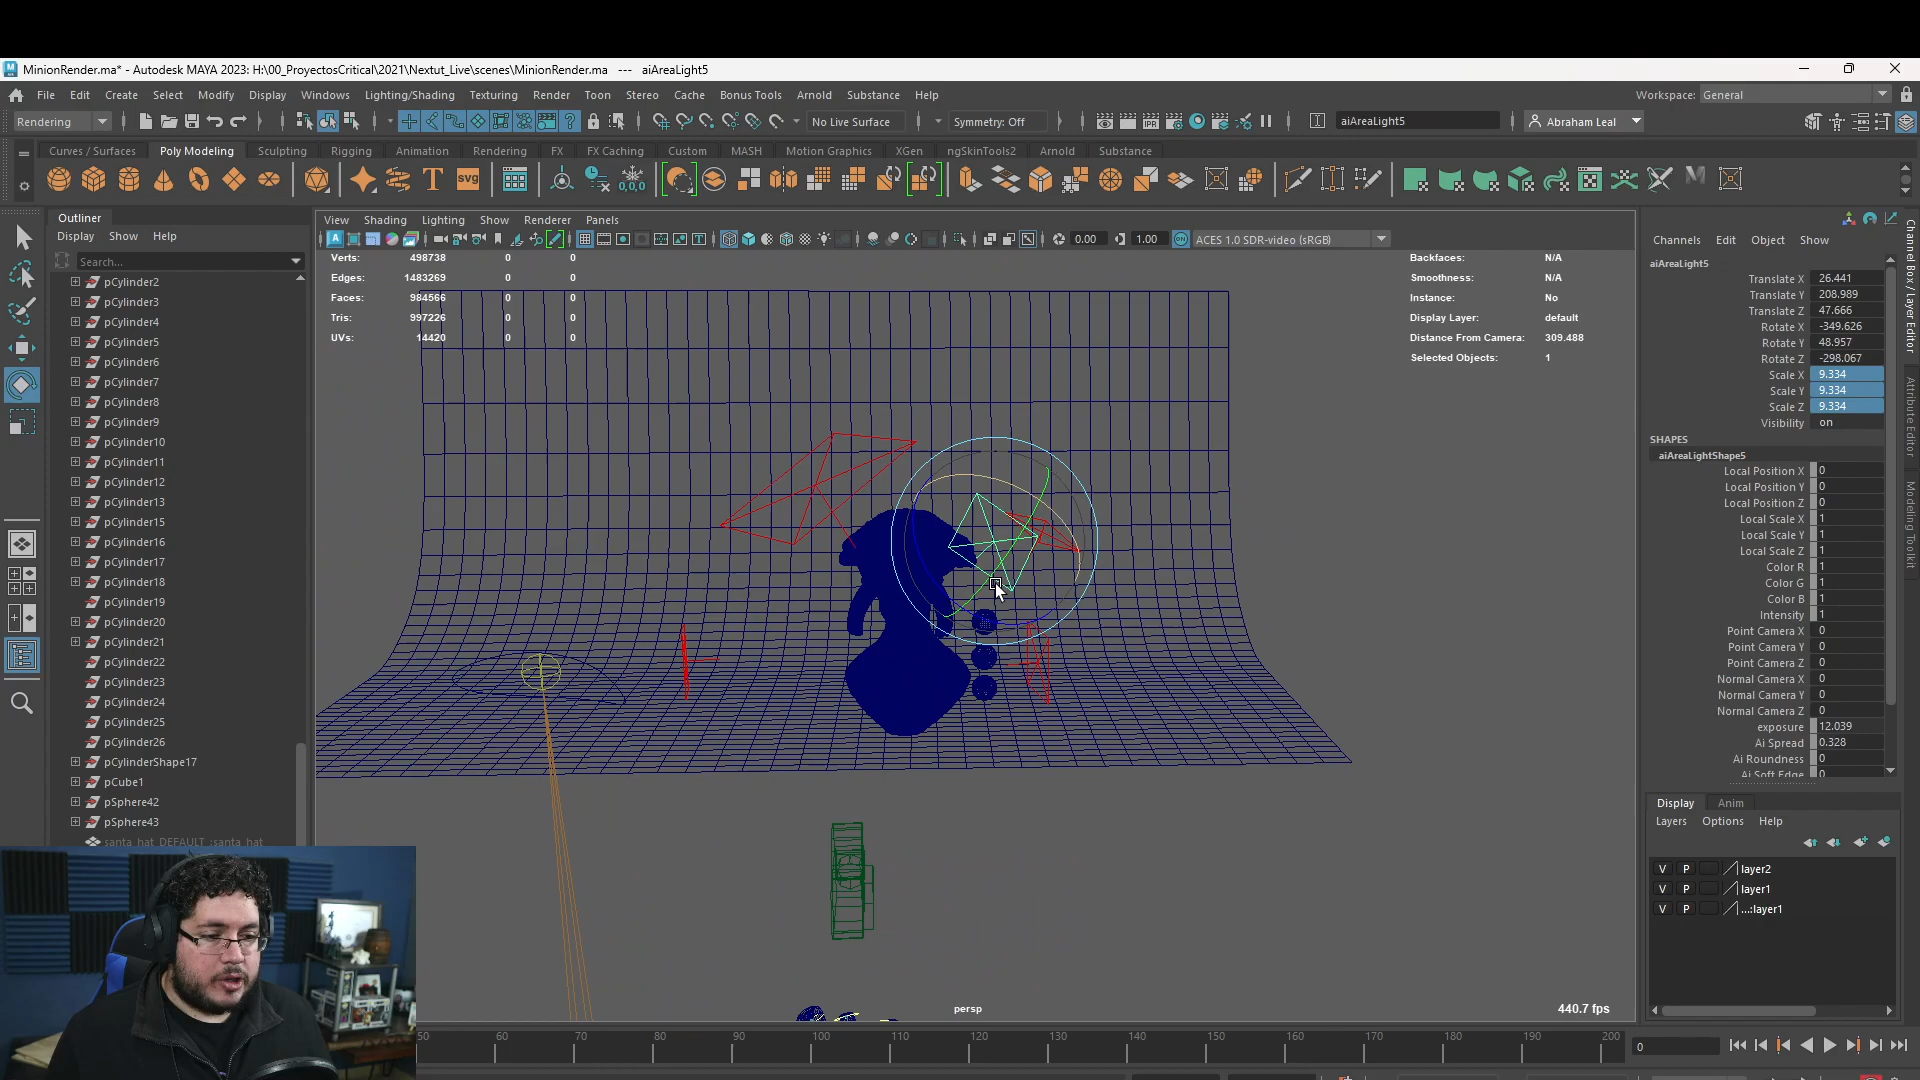 MinionRender.ma* - Autodesk MAYA 2023: H:\00_ProyectosCritical\2021\Nextut_Live\scenes\MinionRender.ma --- aiAreaLight5
File Edit Create Select Modify Display Windows Lighting/Shading Texturing Render Toon Stereo Cache Bonus Tools Arnold Substance Help
Workspace: General
Rendering No Live Surface Symmetry: Off aiAreaLight5 Abraham Leal
Curves / Surfaces Poly Modeling Sculpting Rigging Animation Rendering FX FX Caching Custom MASH Motion Graphics XGen ngSkinTools2 Arnold Substance
SVG
0,0,0
Outliner
Display Show Help
Search...
pCylinder2
pCylinder3
pCylinder4
pCylinder5
pCylinder6
pCylinder7
pCylinder8
pCylinder9
pCylinder10
pCylinder11
pCylinder12
pCylinder13
pCylinder15
pCylinder16
pCylinder17
pCylinder18
pCylinder19
pCylinder20
pCylinder21
pCylinder22
pCylinder23
pCylinder24
pCylinder25
pCylinder26
pCylinderShape17
pCube1
pSphere42
pSphere43
santa_hat_DEFAULT_:santa_hat
View Shading Lighting Show Renderer Panels
0.00 1.00 ACES 1.0 SDR-video (sRGB)
Verts: 498738 0 0
Edges: 1483269 0 0
Faces: 984566 0 0
Tris: 997226 0 0
UVs: 14420 0 0
Backfaces: N/A
Smoothness: N/A
Instance: No
Display Layer: default
Distance From Camera: 309.488
Selected Objects: 1
persp
440.7 fps
Channels Edit Object Show
aiAreaLight5
Translate X 26.441
Translate Y 208.989
Translate Z 47.666
Rotate X -349.626
Rotate Y 48.957
Rotate Z -298.067
Scale X 9.334
Scale Y 9.334
Scale Z 9.334
Visibility on
SHAPES
aiAreaLightShape5
Local Position X 0
Local Position Y 0
Local Position Z 0
Local Scale X 1
Local Scale Y 1
Local Scale Z 1
Color R 1
Color G 1
Color B 1
Intensity 1
Point Camera X 0
Point Camera Y 0
Point Camera Z 0
Normal Camera X 0
Normal Camera Y 0
Normal Camera Z 0
exposure 12.039
Ai Spread 0.328
Ai Roundness 0
Ai Soft Edge 0
Channel Box / Layer Editor
Attribute Editor
Modeling Toolkit
Display Anim
Layers Options Help
V P layer2
V P layer1
V P ...:layer1
50 60 70 80 90 100 110 120 130 140 150 160 170 180 190 200
0